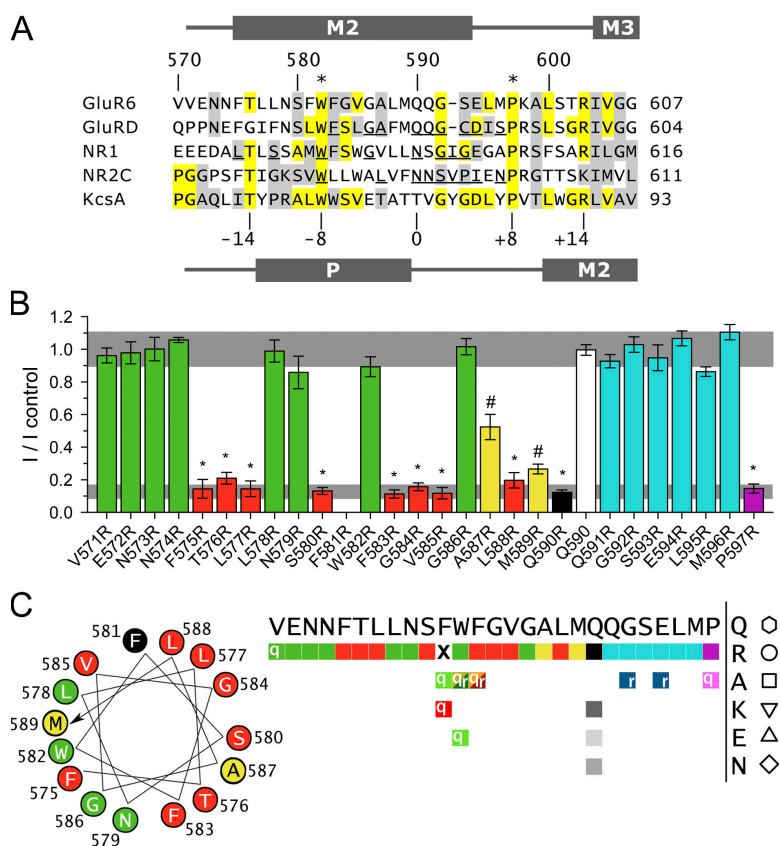 A
M2 M3
570 580 590 600
* *
GluR6 VVENNFTLLNSFWFGVGALMQQG-SELMPKALSTRIVGG 607
GluRD QPPNEFGIFNSLWFSLGAFMQQG-CDISPRSLSGRIVGG 604
NR1 EEEDALTLSSAMWFSWGVLLNSGIGEGAPRSFSARILGM 616
NR2C PGGPSFTIGKSVWLLWALVFNNSVPIENPRGTTSKIMVL 611
KcsA PGAQLITYPRALWWSVETATTVGYGDLYPVTLWGRLVAV 93
-14 -8 0 +8 +14
P M2
B
I / I control
1.2
1.0
0.8
0.6
0.4
0.2
0.0
* * * * * * * # * # * *
V571R E572R N573R N574R F575R T576R L577R L578R N579R S580R F581R W582R F583R G584R V585R G586R A587R L588R M589R Q590R Q590 Q591R G592R S593R E594R L595R M596R P597R
C
581 F L 588
L 577
585 V
G 584
578 L
589 M
S 580
582 W
A 587
575 F
T 576
586 G
N F 583
579
VENNFTLLNSFWFGVGALMQQGSELMP Q
q X R
q qr qr r r q A
q K
q E
N